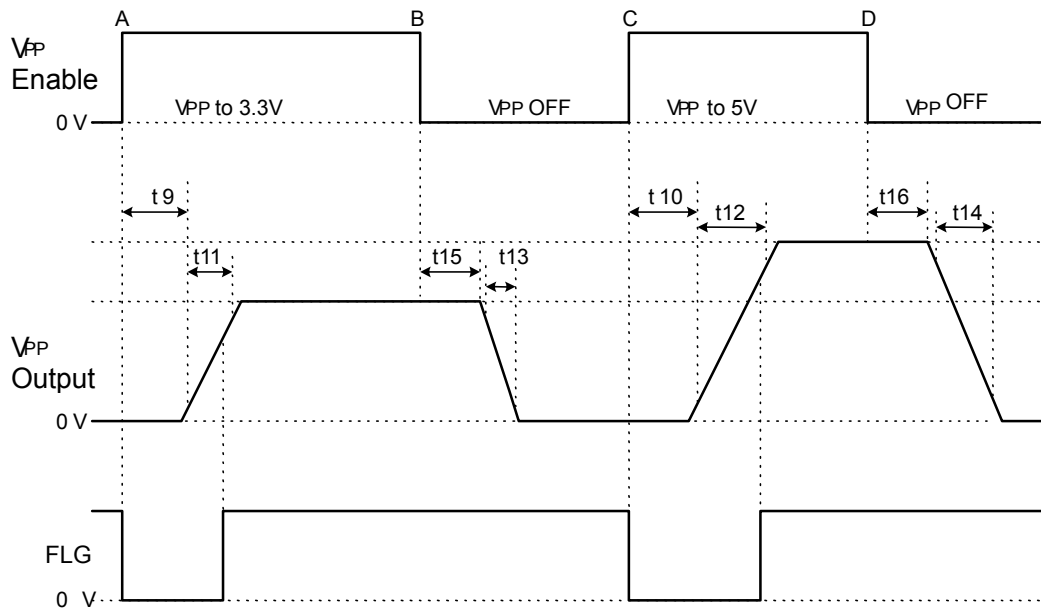 A B C D
VPP
Enable
0 V
VPP to 3.3V
VPP OFF
VPP to 5V
VPP OFF
t 9
t 10
t12
t16
t14
t11
t15
t13
VPP
Output
0 V
FLG
0 V